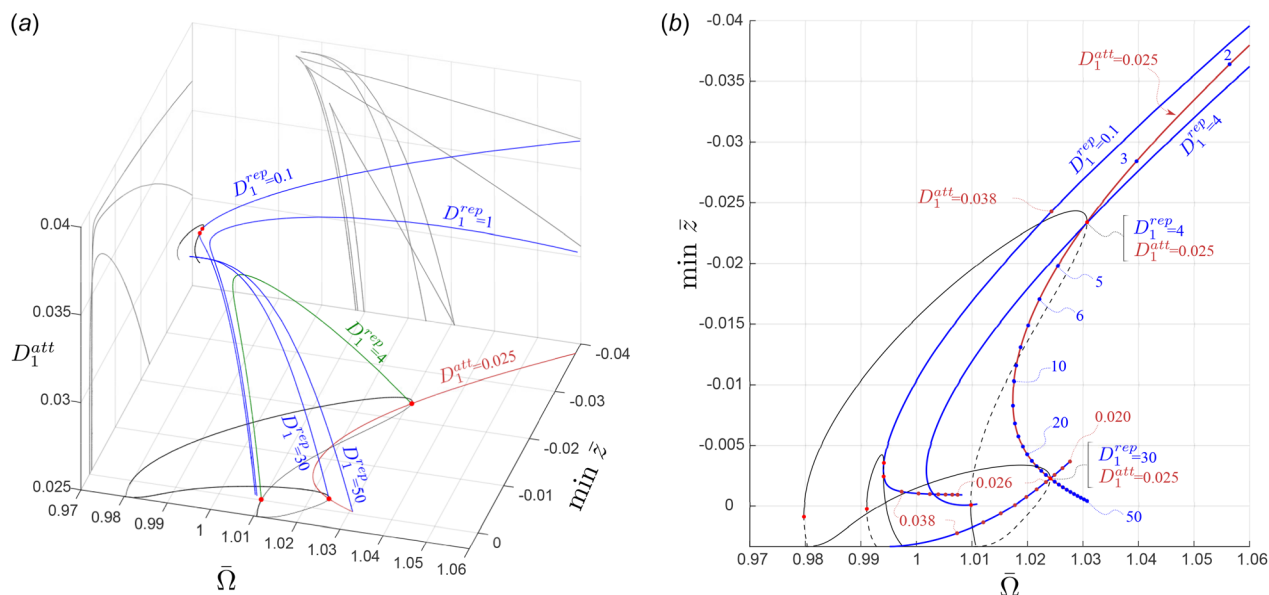 (a)
D_1^{rep}=0.1
D_1^{rep}=1
D_1^{rep}=4
D_1^{att}=0.025
D_1^{rep}=30
D_1^{rep}=50
0.04
0.035
D_1^{att}
0.03
0.025
0.97
0.98
0.99
1
1.01
1.02
1.03
1.04
1.05
1.06
Ω̄
-0.04
-0.03
-0.02
-0.01
0
min z̄
(b)
-0.04
-0.035
-0.03
-0.025
-0.02
-0.015
-0.01
-0.005
0
min z̄
D_1^{att}=0.025
2
D_1^{rep}=0.1
3
D_1^{rep}=4
D_1^{att}=0.038
D_1^{rep}=4
D_1^{att}=0.025
5
6
10
20
0.020
D_1^{rep}=30
D_1^{att}=0.025
0.026
0.038
50
0.97
0.98
0.99
1
1.01
1.02
1.03
1.04
1.05
1.06
Ω̄